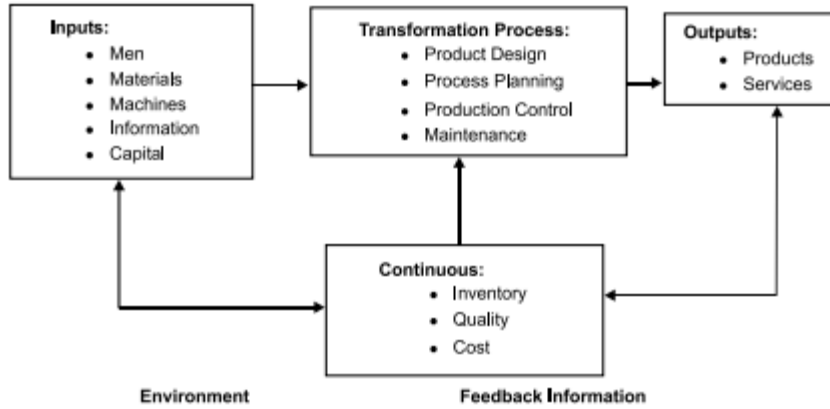 Inputs:
• Men
• Materials
• Machines
• Information
• Capital
Transformation Process:
• Product Design
• Process Planning
• Production Control
• Maintenance
Outputs:
• Products
• Services
Continuous:
• Inventory
• Quality
• Cost
Environment
Feedback Information